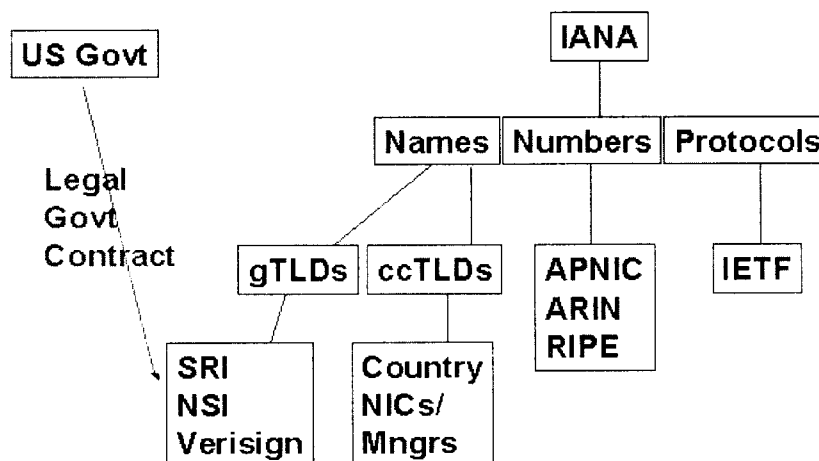 US Govt
IANA
Names
Numbers
Protocols
Legal
Govt
Contract
gTLDs
ccTLDs
APNIC
ARIN
RIPE
IETF
SRI
NSI
Verisign
Country
NICs/
Mngrs